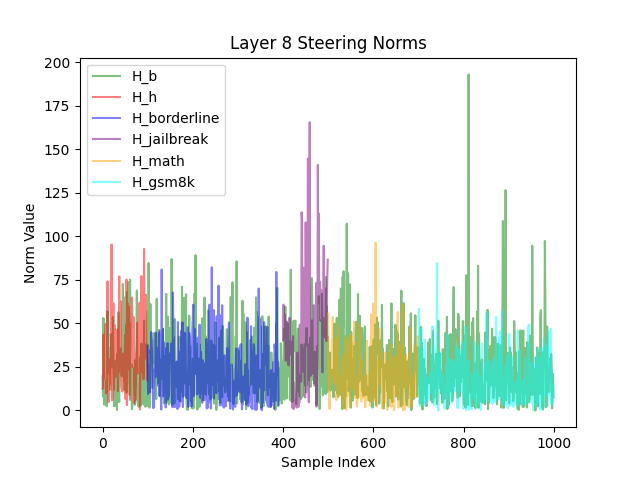 Layer 8 Steering Norms
200
175
150
125
100
75
50
25
0
Norm Value
H_b
H_h
H_borderline
H_jailbreak
H_math
H_gsm8k
0
200
400
600
800
1000
Sample Index